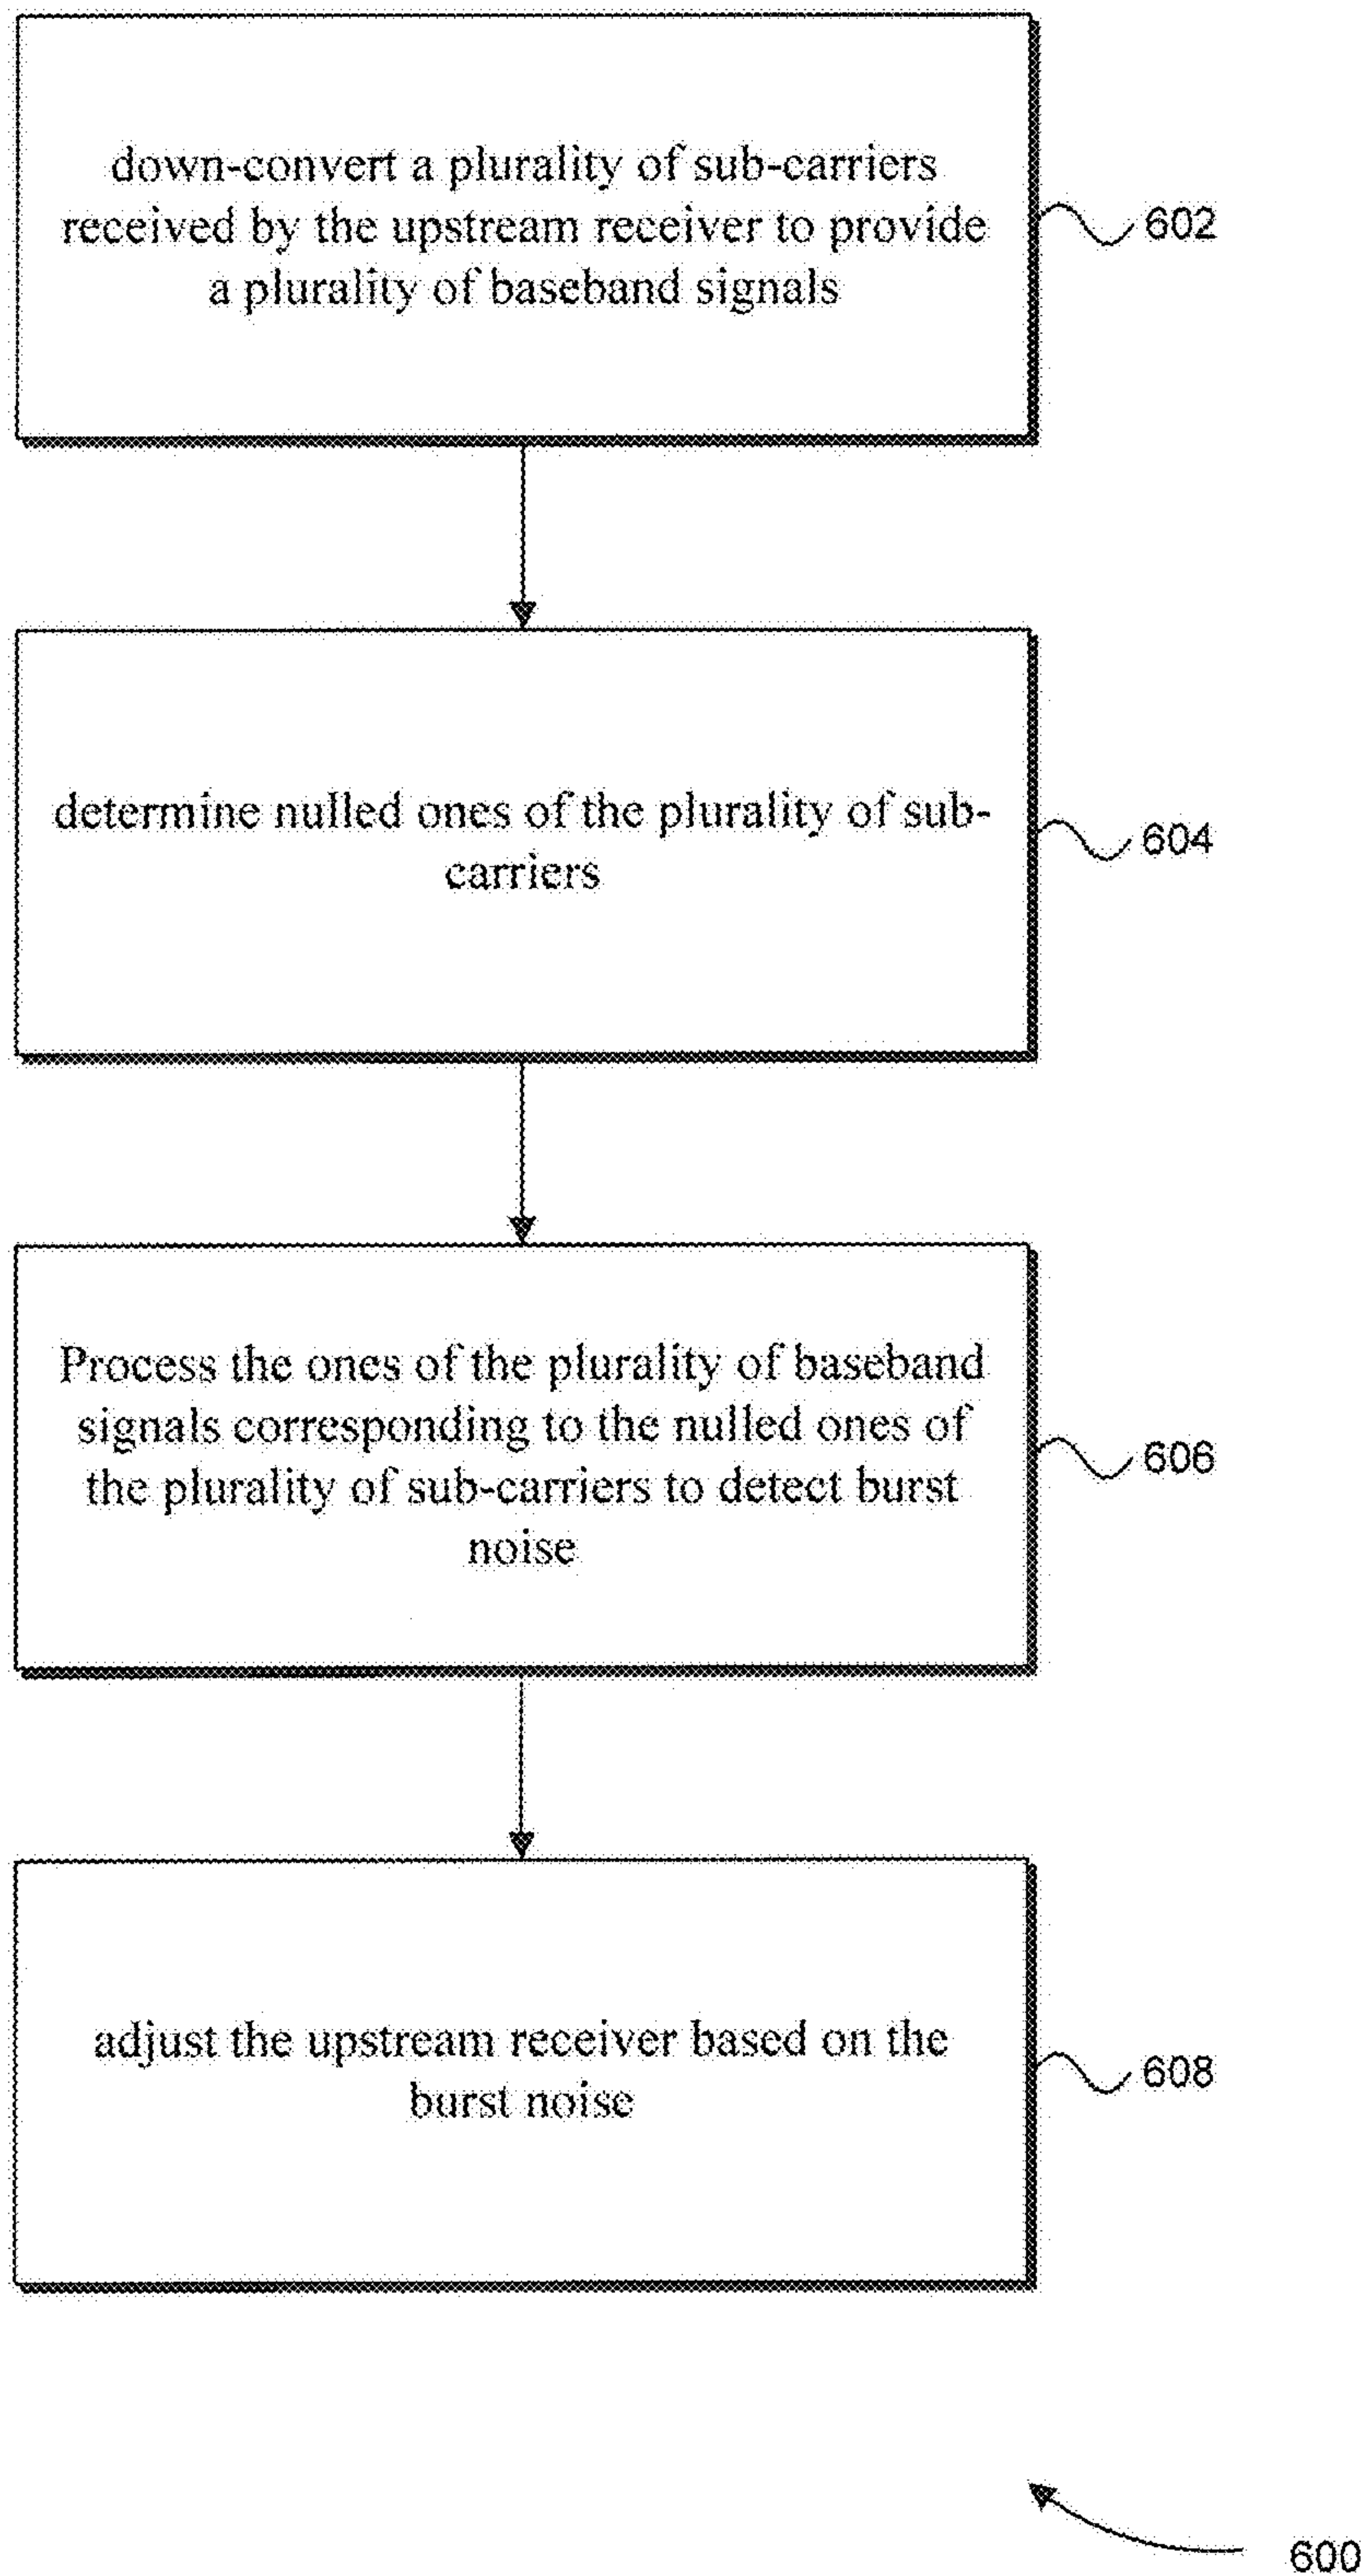 down-convert a plurality of sub-carriers
received by the upstream receiver to provide
a plurality of baseband signals
602
determine nulled ones of the plurality of sub-
carriers
604
Process the ones of the plurality of baseband
signals corresponding to the nulled ones of
the plurality of sub-carriers to detect burst
noise
606
adjust the upstream receiver based on the
burst noise
608
600